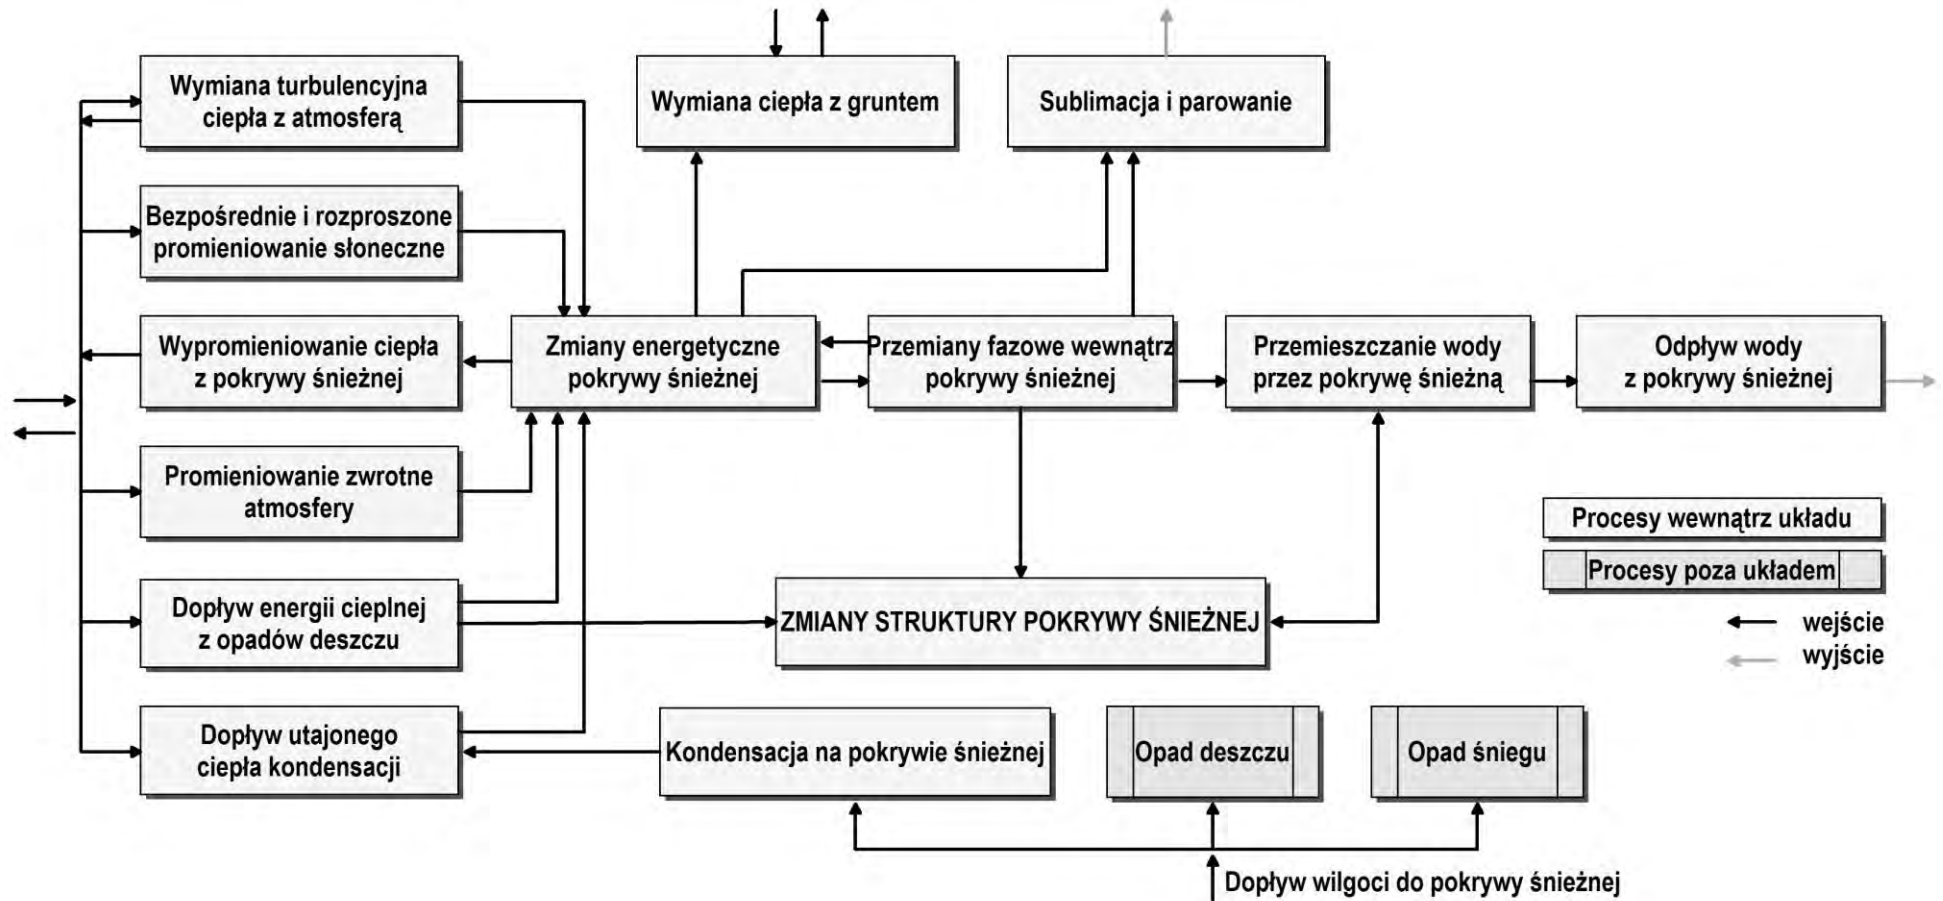 Wymiana turbulencyjna
ciepła z atmosferą
Wymiana ciepła z gruntem
Sublimacja i parowanie
Bezpośrednie i rozproszone
promieniowanie słoneczne
Wypromieniowanie ciepła
z pokrywy śnieżnej
Zmiany energetyczne
pokrywy śnieżnej
Przemiany fazowe wewnątrz
pokrywy śnieżnej
Przemieszczanie wody
przez pokrywę śnieżną
Odpływ wody
z pokrywy śnieżnej
Promieniowanie zwrotne
atmosfery
Procesy wewnątrz układu
Procesy poza układem
wejście
wyjście
Dopływ energii cieplnej
z opadów deszczu
ZMIANY STRUKTURY POKRYWY ŚNIEŻNEJ
Dopływ utajonego
ciepła kondensacji
Kondensacja na pokrywie śnieżnej
Opad deszczu
Opad śniegu
Dopływ wilgoci do pokrywy śnieżnej